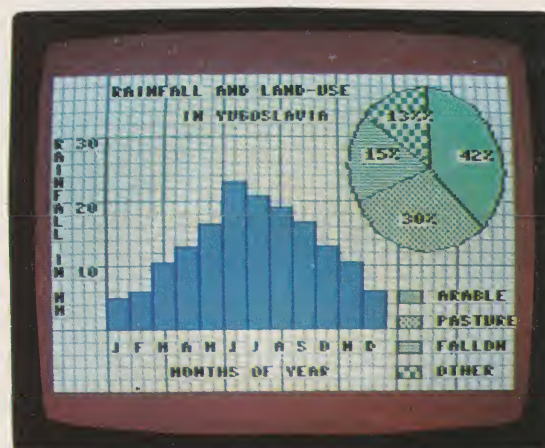 RAINFALL AND LAND-USE
IN YUGOSLAVIA
RAINFALL IN MM
30
20
10
J F M A M J J A S O N D
MONTHS OF YEAR
13%%
15%
42%
30%
ARABLE
PASTURE
FALLOW
OTHER